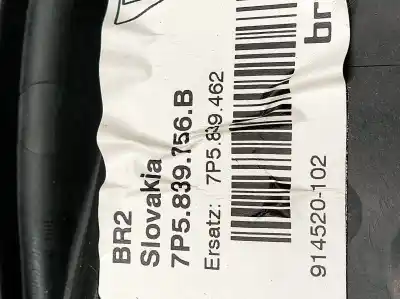 BR2
Slovakia
7P5.839.756.B
Ersatz: 7P5.839.462
br
914520-102